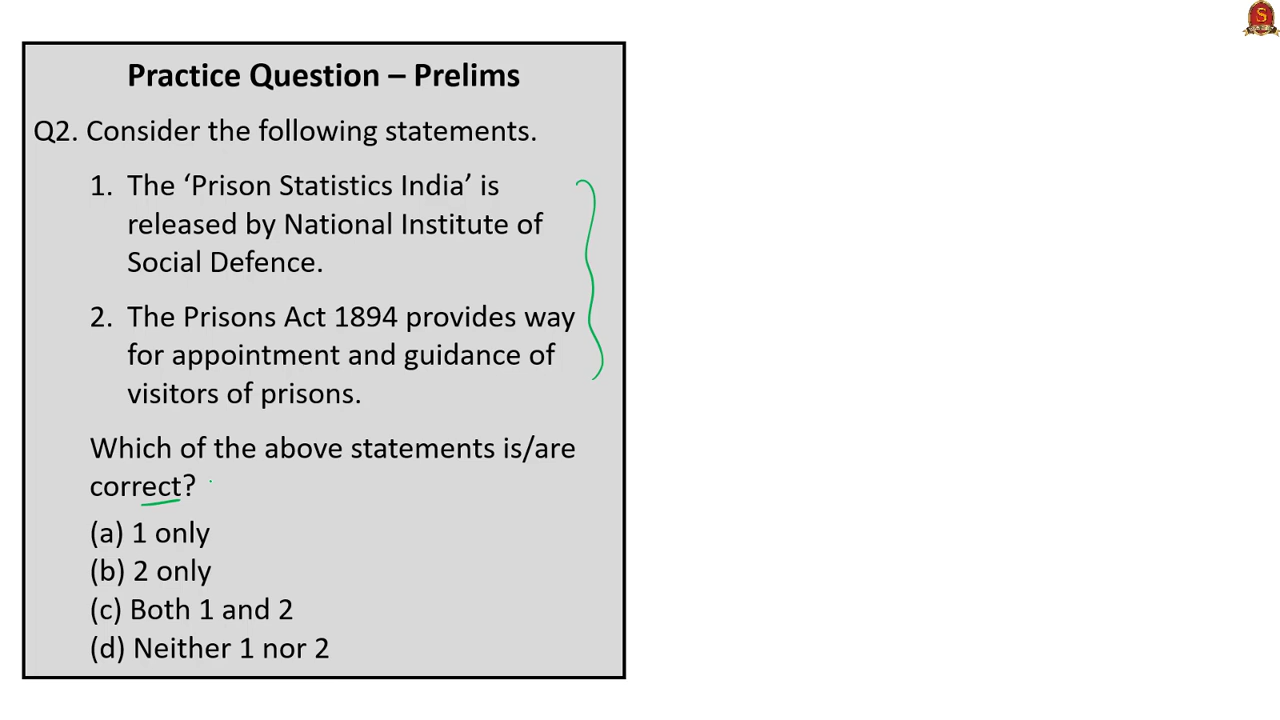 Practice Question – Prelims
Q2. Consider the following statements.
1. The ‘Prison Statistics India’ is
released by National Institute of
Social Defence.
2. The Prisons Act 1894 provides way
for appointment and guidance of
visitors of prisons.
Which of the above statements is/are
correct?
(a) 1 only
(b) 2 only
(c) Both 1 and 2
(d) Neither 1 nor 2
S